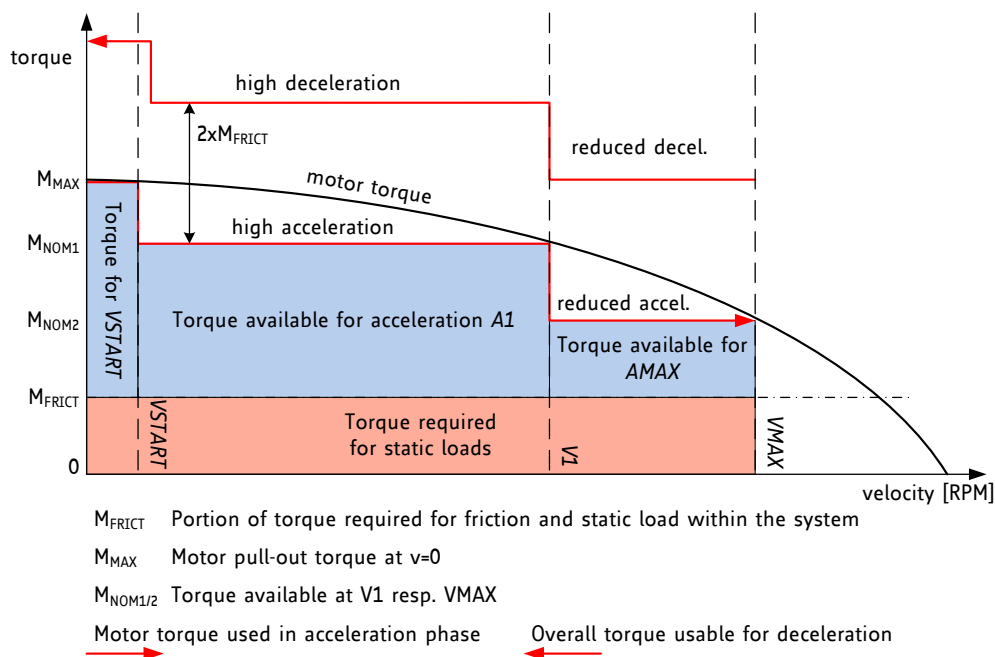 torque
high deceleration
2xMFRICT
reduced decel.
MMAX
motor torque
Torque for VSTART
MNOM1
high acceleration
MNOM2
Torque available for acceleration A1
reduced accel.
Torque available for
AMAX
MFRICT
VSTART
Torque required
for static loads
V1
VMAX
0
velocity [RPM]
MFRICT Portion of torque required for friction and static load within the system
MMAX Motor pull-out torque at v=0
MNOM1/2 Torque available at V1 resp. VMAX
Motor torque used in acceleration phase
Overall torque usable for deceleration